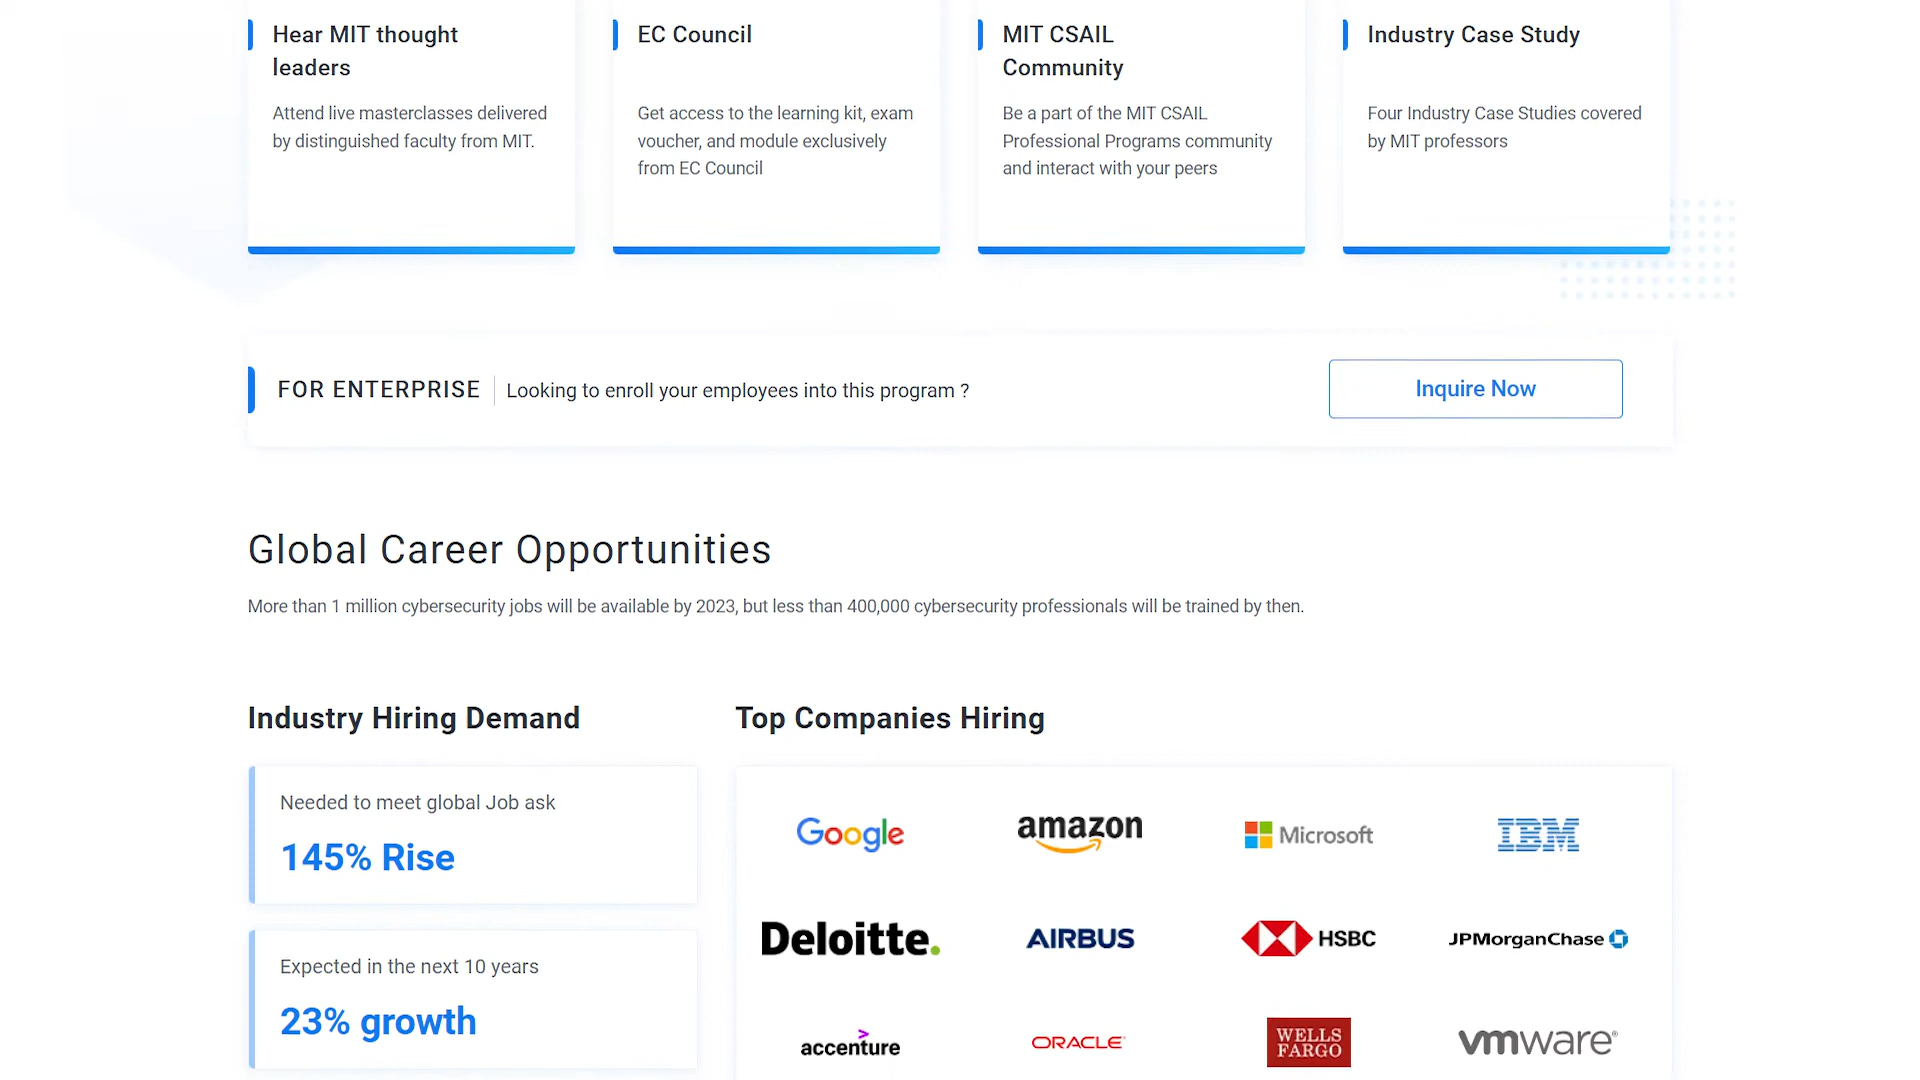 Hear MIT thought
leaders
Attend live masterclasses delivered
by distinguished faculty from MIT.
EC Council
Get access to the learning kit, exam
voucher, and module exclusively
from EC Council
MIT CSAIL
Community
Be a part of the MIT CSAIL
Professional Programs community
and interact with your peers
Industry Case Study
Four Industry Case Studies covered
by MIT professors
FOR ENTERPRISE
Looking to enroll your employees into this program ?
Inquire Now
Global Career Opportunities
More than 1 million cybersecurity jobs will be available by 2023, but less than 400,000 cybersecurity professionals will be trained by then.
Industry Hiring Demand
Needed to meet global Job ask
145% Rise
Expected in the next 10 years
23% growth
Top Companies Hiring
Google
amazon
Microsoft
IBM
Deloitte.
AIRBUS
HSBC
JPMorganChase
accenture
ORACLE
WELLS
FARGO
vmware